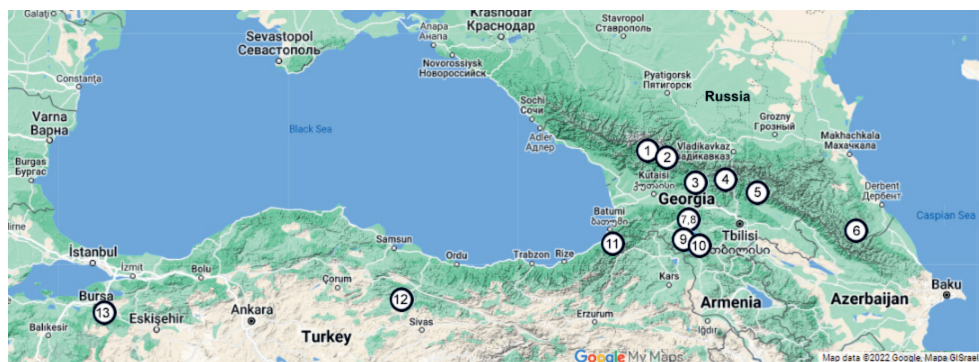 Galați
Krasnodar
Краснодар
Stavropol
Ставрополь
Sevastopol
Севастополь
Anapa
Анапа
Novorossiysk
Новороссийск
Constanța
Pyatigorsk
Пятигорск
Russia
Sochi
Сочи
Grozny
Грозный
Varna
Варна
Black Sea
Adler
Адлер
Makhachkala
Махачкала
1
2
Vladikavkaz
Владикавказ
Burgas
Бургас
Kutaisi
ქუთაისი
3
4
5
Derbent
Дербент
Georgia
Caspian Sea
Batumi
ბათუმი
7,8
Tbilisi
თბილისი
6
9
10
11
İstanbul
İzmit
Bolu
Samsun
Ordu
Trabzon
Rize
Çorum
Kars
Baku
Bursa
13
12
Ankara
Armenia
Azerbaijan
Balıkesir
Eskişehir
Sivas
Erzurum
Iğdır
Turkey
Google My Maps
Map data ©2022 Google, Mapa GISrael